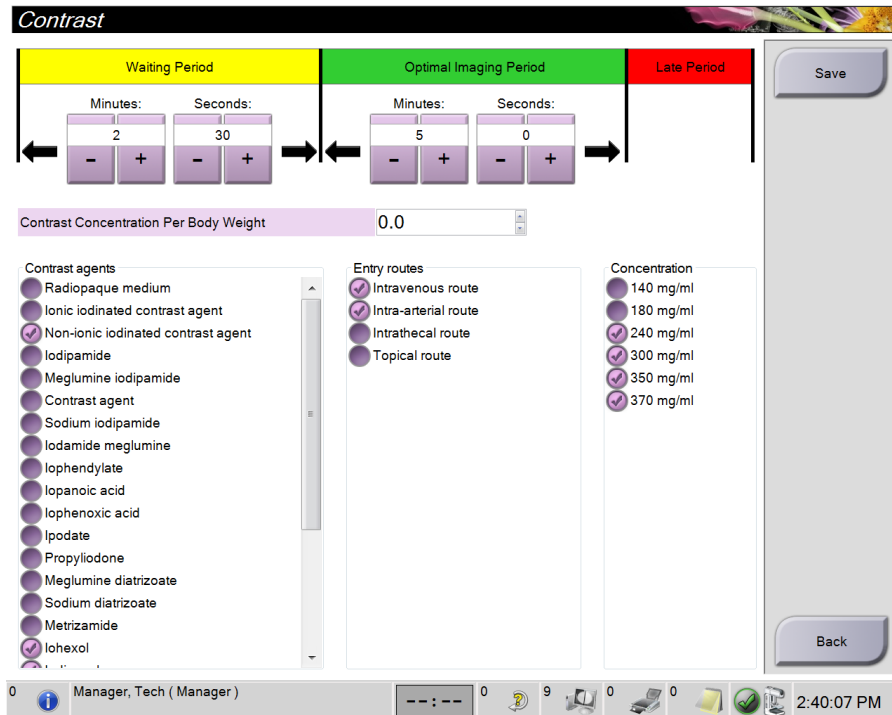 Contrast
Waiting Period
Optimal Imaging Period
Late Period
Save
Minutes:
Seconds:
Minutes:
Seconds:
2
30
5
0
- + - + - + - +
Contrast Concentration Per Body Weight
0.0
Contrast agents
Radiopaque medium
Ionic iodinated contrast agent
Non-ionic iodinated contrast agent
Iodipamide
Meglumine iodipamide
Contrast agent
Sodium iodipamide
Iodamide meglumine
Iophendylate
Iopanoic acid
Iophenoxic acid
Ipodate
Propyliodone
Meglumine diatrizoate
Sodium diatrizoate
Metrizamide
Iohexol
Entry routes
Intravenous route
Intra-arterial route
Intrathecal route
Topical route
Concentration
140 mg/ml
180 mg/ml
240 mg/ml
300 mg/ml
350 mg/ml
370 mg/ml
Back
0
Manager, Tech ( Manager )
--:--
0
9
0
0
2:40:07 PM